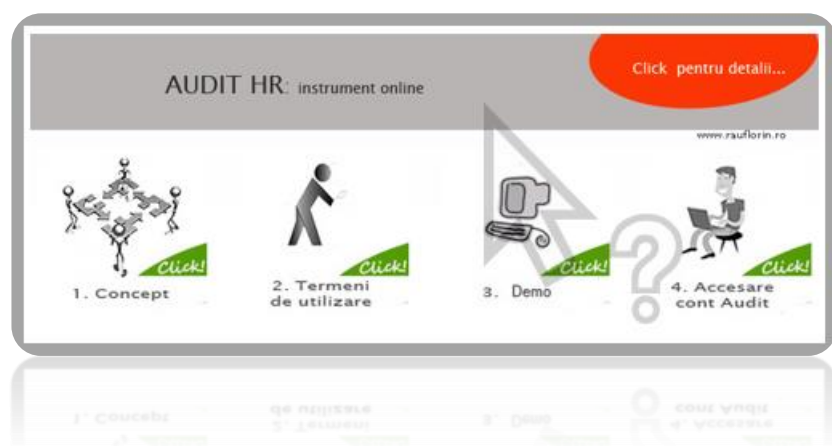 AUDIT HR: instrument online
Click pentru detalii...
www.rauflorin.ro
Click!
Click!
Click!
Click!
1. Concept
2. Termeni
de utilizare
3. Demo
4. Accesare
cont Audit
?